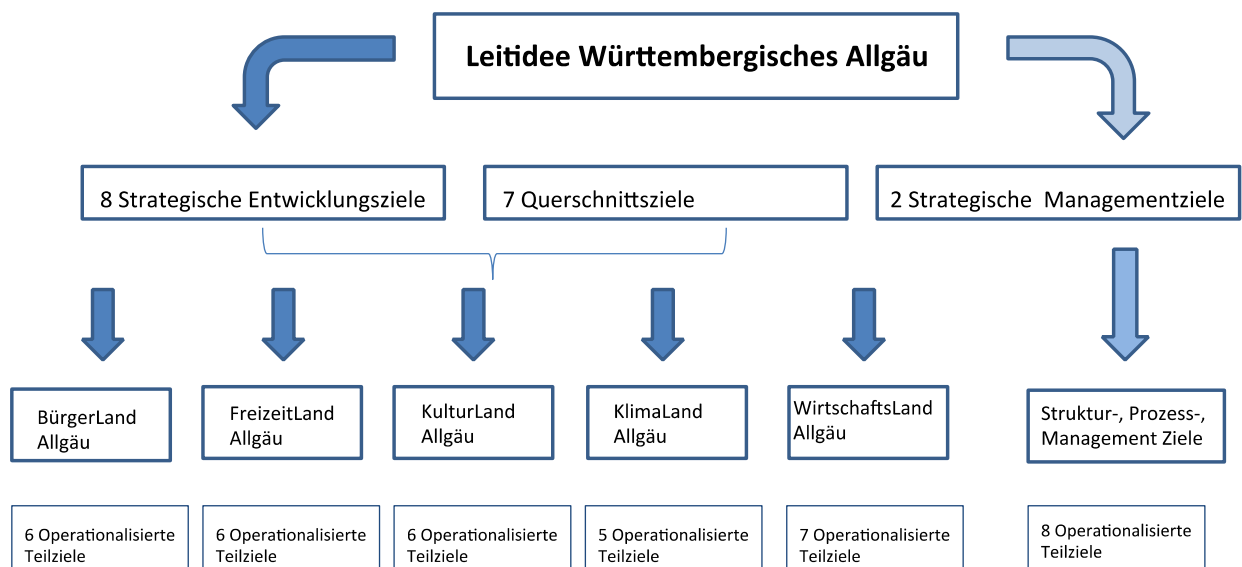 Leitidee Württembergisches Allgäu
8 Strategische Entwicklungsziele
7 Querschnittsziele
2 Strategische Managementziele
BürgerLand
Allgäu
FreizeitLand
Allgäu
KulturLand
Allgäu
KlimaLand
Allgäu
WirtschaftsLand
Allgäu
Struktur-, Prozess-,
Management Ziele
6 Operationalisierte
Teilziele
6 Operationalisierte
Teilziele
6 Operationalisierte
Teilziele
5 Operationalisierte
Teilziele
7 Operationalisierte
Teilziele
8 Operationalisierte
Teilziele